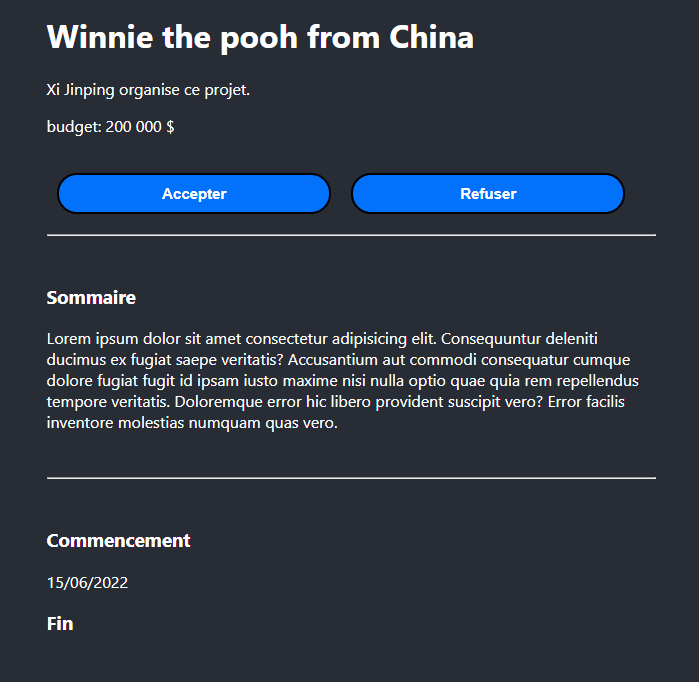 Winnie the pooh from China
Xi Jinping organise ce projet.
budget: 200 000 $
Accepter
Refuser
Sommaire
Lorem ipsum dolor sit amet consectetur adipisicing elit. Consequuntur deleniti
ducimus ex fugiat saepe veritatis? Accusantium aut commodi consequatur cumque
dolore fugiat fugit id ipsam iusto maxime nisi nulla optio quae quia rem repellendus
tempore veritatis. Doloremque error hic libero provident suscipit vero? Error facilis
inventore molestias numquam quas vero.
Commencement
15/06/2022
Fin